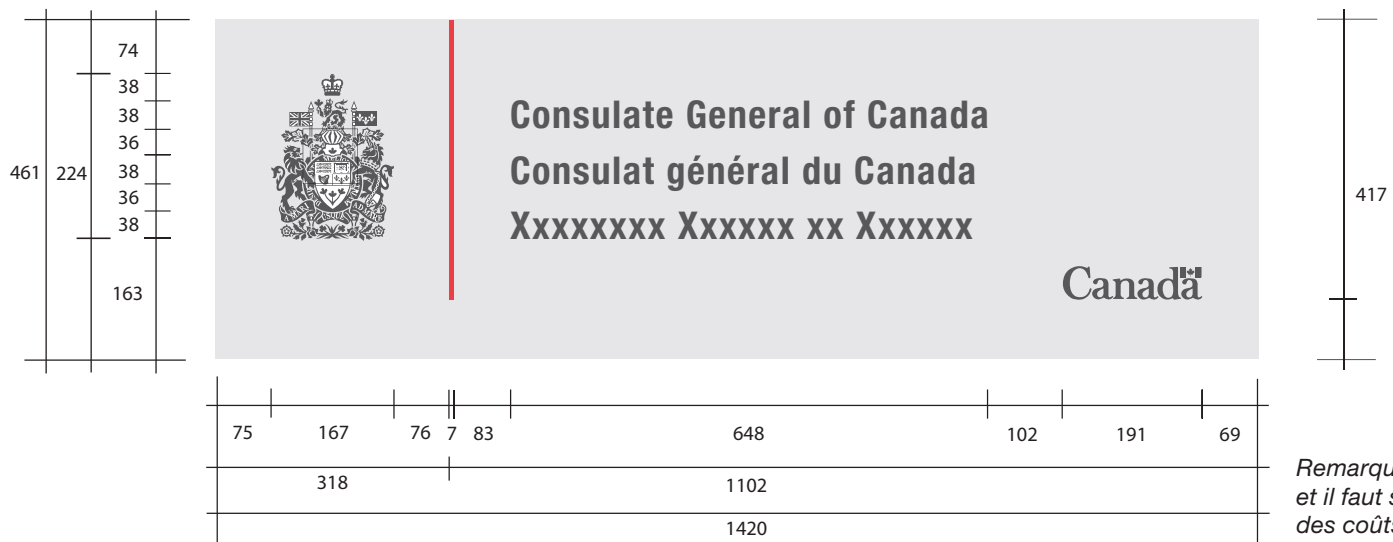 74
38
38
36
38
36
38
163
461
224
417
Consulate General of Canada
Consulat général du Canada
Xxxxxxxx Xxxxxx xx Xxxxxx
Canada
75 167 76 7 83 648 102 191 69
318 1102
1420
Remarqu
et il faut s
des coûts